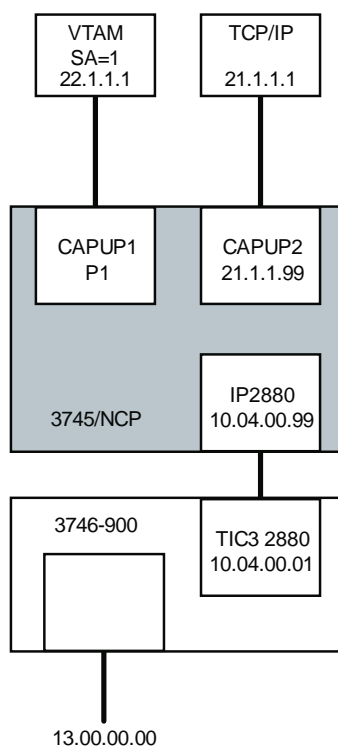 VTAM
SA=1
22.1.1.1
TCP/IP
21.1.1.1
CAPUP1
P1
CAPUP2
21.1.1.99
IP2880
10.04.00.99
3745/NCP
3746-900
TIC3 2880
10.04.00.01
13.00.00.00